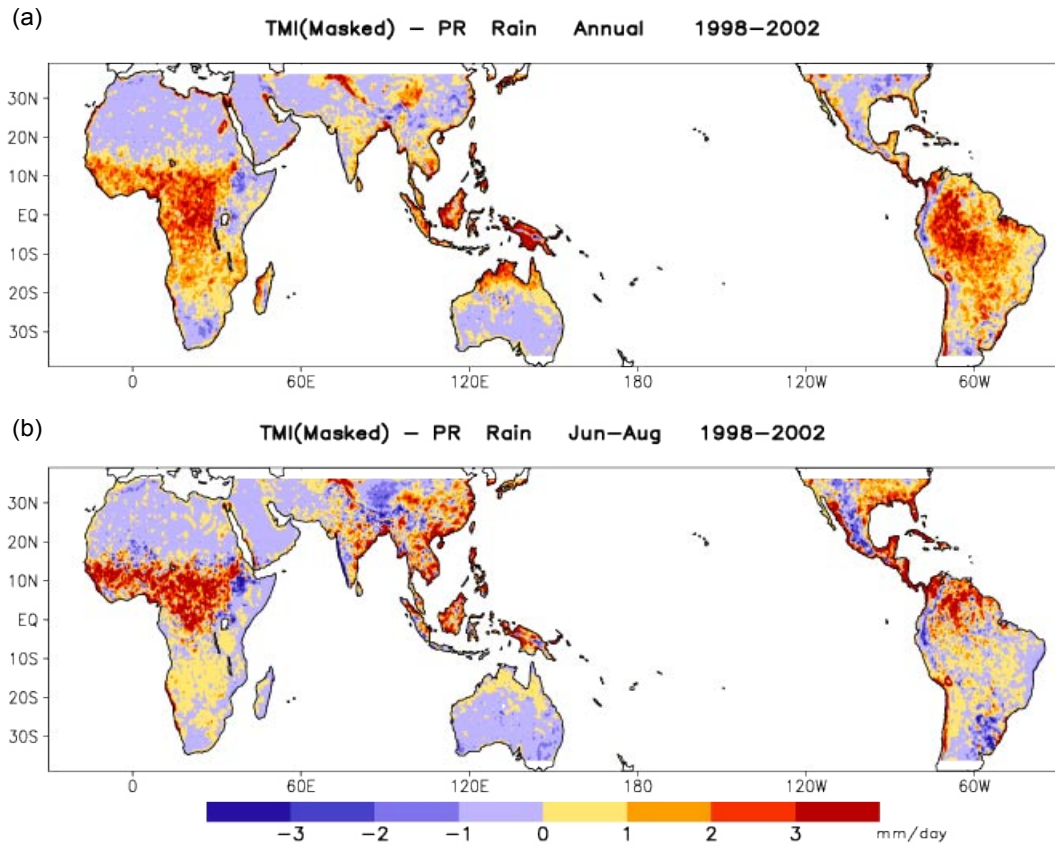 (a)
TMI(Masked) − PR Rain Annual 1998−2002
30N
20N
10N
EQ
10S
20S
30S
0 60E 120E 180 120W 60W
(b)
TMI(Masked) − PR Rain Jun−Aug 1998−2002
30N
20N
10N
EQ
10S
20S
30S
0 60E 120E 180 120W 60W
−3 −2 −1 0 1 2 3 mm/day